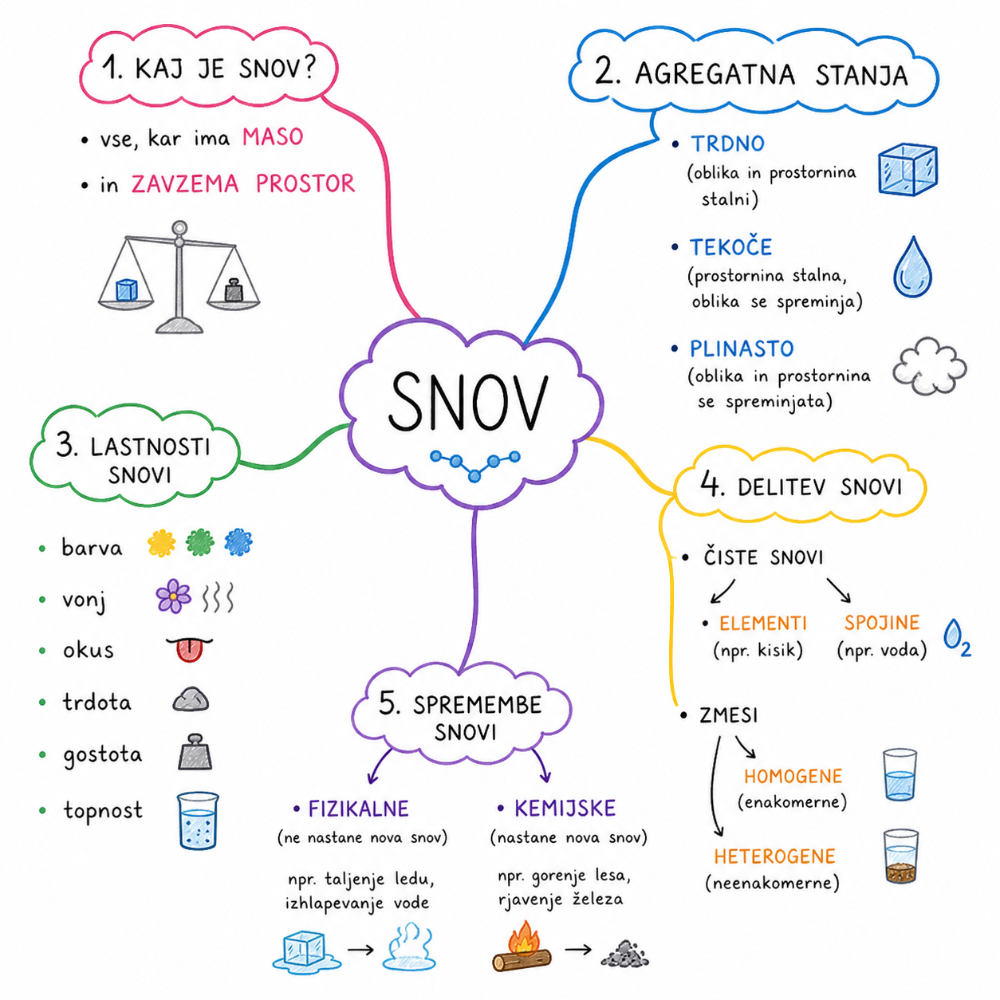 1. KAJ JE SNOV?
• vse, kar ima MASO
• in ZAVZEMA PROSTOR
2. AGREGATNA STANJA
• TRDNO
(oblika in prostornina
stalni)
• TEKOČE
(prostornina stalna,
oblika se spreminja)
• PLINASTO
(oblika in prostornina
se spreminjata)
SNOV
3. LASTNOSTI
SNOVI
• barva
• vonj
• okus
• trdota
• gostota
• topnost
4. DELITEV SNOVI
• ČISTE SNOVI
• ELEMENTI
(npr. kisik)
SPOJINE
(npr. voda)
2
• ZMESI
HOMOGENE
(enakomerne)
HETEROGENE
(neenakomerne)
5. SPREMEMBE
SNOVI
• FIZIKALNE
(ne nastane nova snov)
npr. taljenje ledu,
izhlapevanje vode
• KEMIJSKE
(nastane nova snov)
npr. gorenje lesa,
rjavenje železa